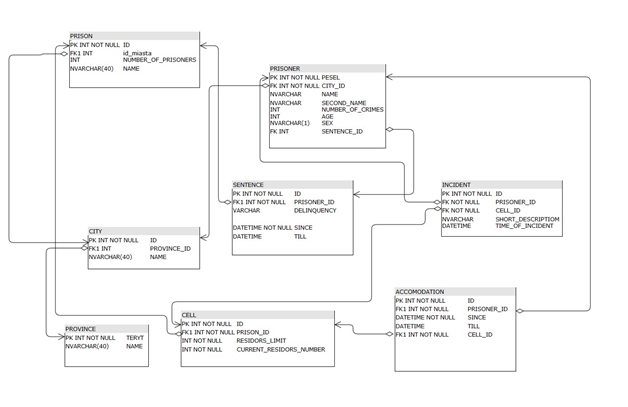 PRISON
PK INT NOT NULL ID
FK1 INT id_miasta
INT NUMBER_OF_PRISONERS
NVARCHAR(40) NAME
PRISONER
PK INT NOT NULL PESEL
FK INT NOT NULL CITY_ID
NVARCHAR NAME
NVARCHAR SECOND_NAME
INT NUMBER_OF_CRIMES
INT AGE
NVARCHAR(1) SEX
FK INT SENTENCE_ID
SENTENCE
PK INT NOT NULL ID
FK1 INT NOT NULL PRISONER_ID
VARCHAR DELINQUENCY
DATETIME NOT NULL SINCE
DATETIME TILL
INCIDENT
PK INT NOT NULL ID
FK NOT NULL PRISONER_ID
FK NOT NULL CELL_ID
NVARCHAR SHORT_DESCRIPTIOM
DATETIME TIME_OF_INCIDENT
CITY
PK INT NOT NULL ID
FK1 INT PROVINCE_ID
NVARCHAR(40) NAME
ACCOMODATION
PK INT NOT NULL ID
FK1 INT NOT NULL PRISONER_ID
DATETIME NOT NULL SINCE
DATETIME TILL
FK1 INT NOT NULL CELL_ID
CELL
PK INT NOT NULL ID
FK1 INT NOT NULL PRISON_ID
INT NOT NULL RESIDORS_LIMIT
INT NOT NULL CURRENT_RESIDORS_NUMBER
PROVINCE
PK INT NOT NULL TERYT
NVARCHAR(40) NAME